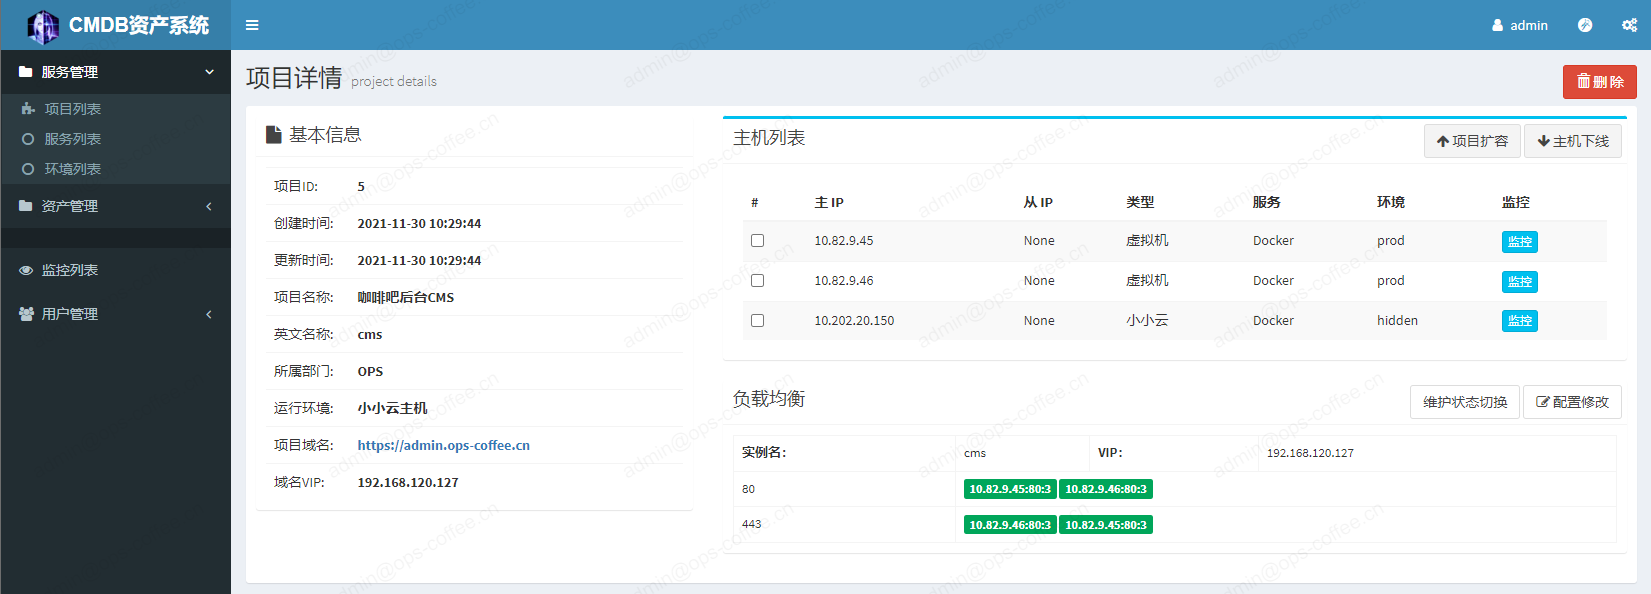 CMDB资产系统
admin
服务管理
项目列表
服务列表
环境列表
资产管理
监控列表
用户管理
项目详情 project details
删除
基本信息
项目ID: 5
创建时间: 2021-11-30 10:29:44
更新时间: 2021-11-30 10:29:44
项目名称: 咖啡吧后台CMS
英文名称: cms
所属部门: OPS
运行环境: 小小云主机
项目域名: https://admin.ops-coffee.cn
域名VIP: 192.168.120.127
主机列表
项目扩容 主机下线
# 主 IP 从 IP 类型 服务 环境 监控
10.82.9.45 None 虚拟机 Docker prod 监控
10.82.9.46 None 虚拟机 Docker prod 监控
10.202.20.150 None 小小云 Docker hidden 监控
负载均衡
维护状态切换 配置修改
实例名: cms VIP: 192.168.120.127
80 10.82.9.45:80:3 10.82.9.46:80:3
443 10.82.9.46:80:3 10.82.9.45:80:3
admin@ops-coffee.cn